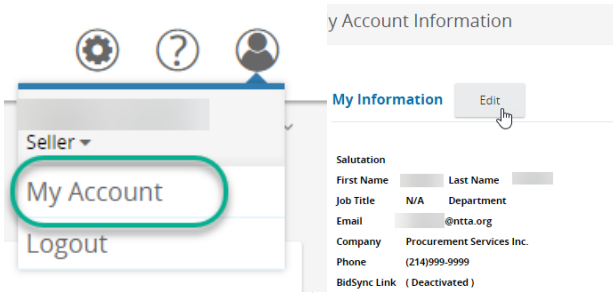 ?
Seller
My Account
Logout
y Account Information
My Information Edit
Salutation
First Name Last Name
Job Title N/A Department
Email @ntta.org
Company Procurement Services Inc.
Phone (214)999-9999
BidSync Link ( Deactivated )